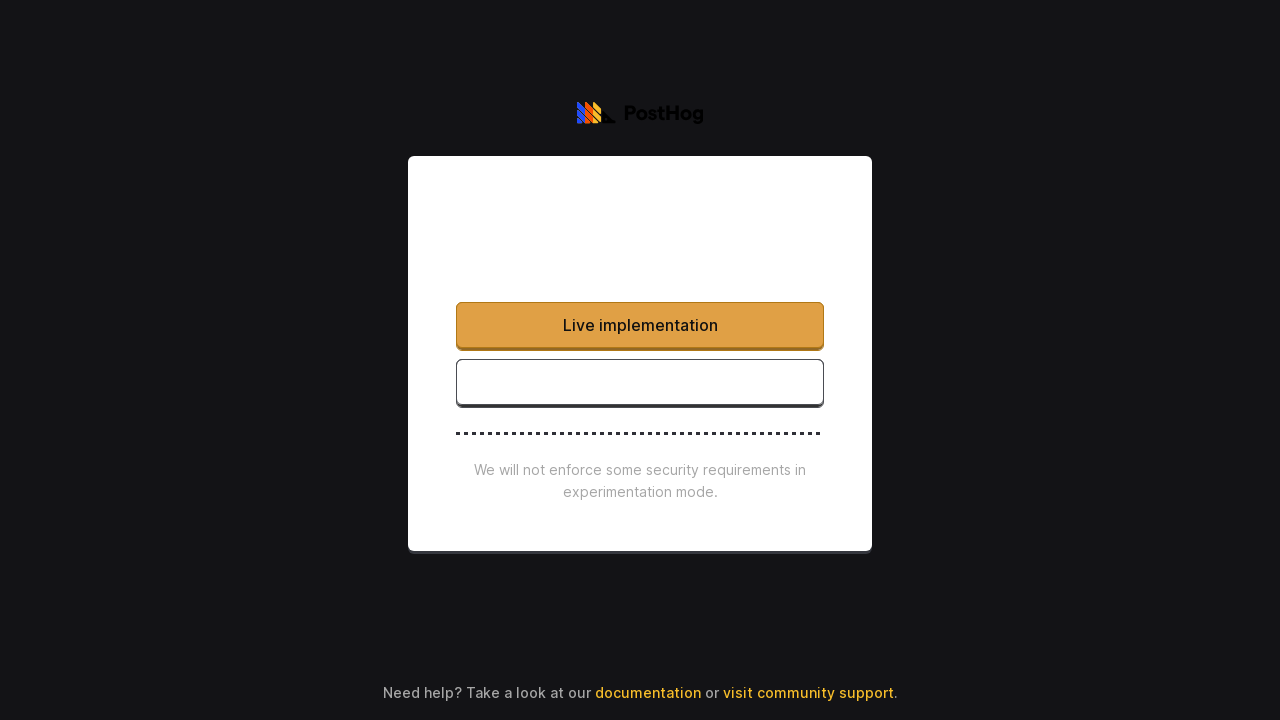 PostHog
Live implementation
We will not enforce some security requirements in
experimentation mode.
Need help? Take a look at our documentation or visit community support.